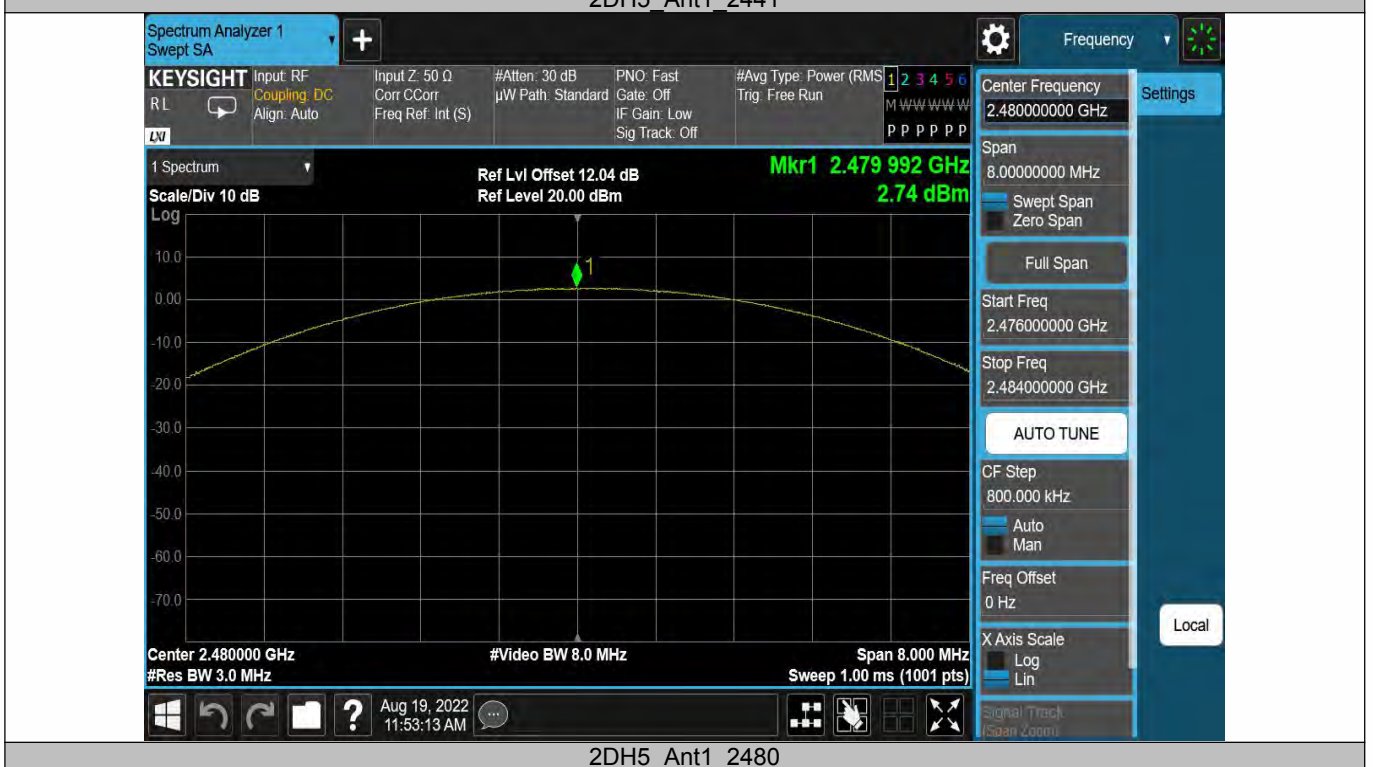 2DH5_Ant1_2441
Spectrum Analyzer 1
Swept SA
Frequency
KEYSIGHT
RL
LXI
Input: RF
Coupling: DC
Align: Auto
Input Z: 50 Ω
Corr CCorr
Freq Ref: Int (S)
#Atten: 30 dB
µW Path: Standard
PNO: Fast
Gate: Off
IF Gain: Low
Sig Track: Off
#Avg Type: Power (RMS
Trig: Free Run
1 2 3 4 5 6
M W W W W W
P P P P P P
1 Spectrum
Scale/Div 10 dB
Log
Ref Lvl Offset 12.04 dB
Ref Level 20.00 dBm
Mkr1 2.479 992 GHz
2.74 dBm
1
10.0
0.00
-10.0
-20.0
-30.0
-40.0
-50.0
-60.0
-70.0
Center 2.480000 GHz
#Res BW 3.0 MHz
#Video BW 8.0 MHz
Span 8.000 MHz
Sweep 1.00 ms (1001 pts)
Center Frequency
2.480000000 GHz
Settings
Span
8.00000000 MHz
Swept Span
Zero Span
Full Span
Start Freq
2.476000000 GHz
Stop Freq
2.484000000 GHz
AUTO TUNE
CF Step
800.000 kHz
Auto
Man
Freq Offset
0 Hz
X Axis Scale
Log
Lin
Signal Track
(Span Zoom)
Local
?
Aug 19, 2022
11:53:13 AM
2DH5_Ant1_2480